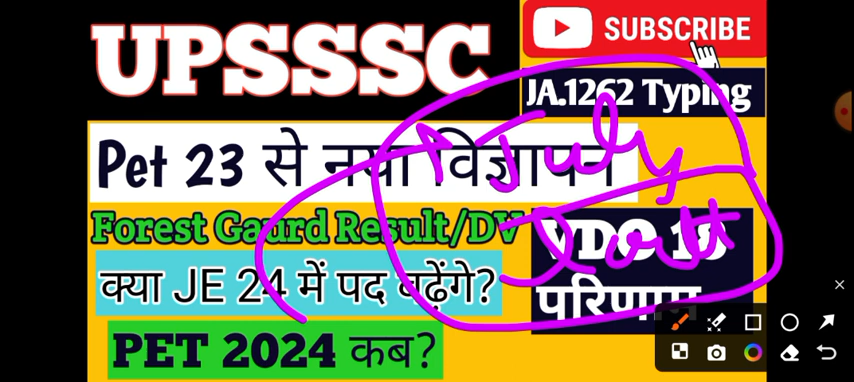 UPSSSC
SUBSCRIBE
JA.1262 Typing
Pet 23 से नया विज्ञापन
July
Forest Gaurd Result/DV
VDO 18
क्या JE 24 में पद बढ़ेंगे?
परिणाम
PET 2024 कब?